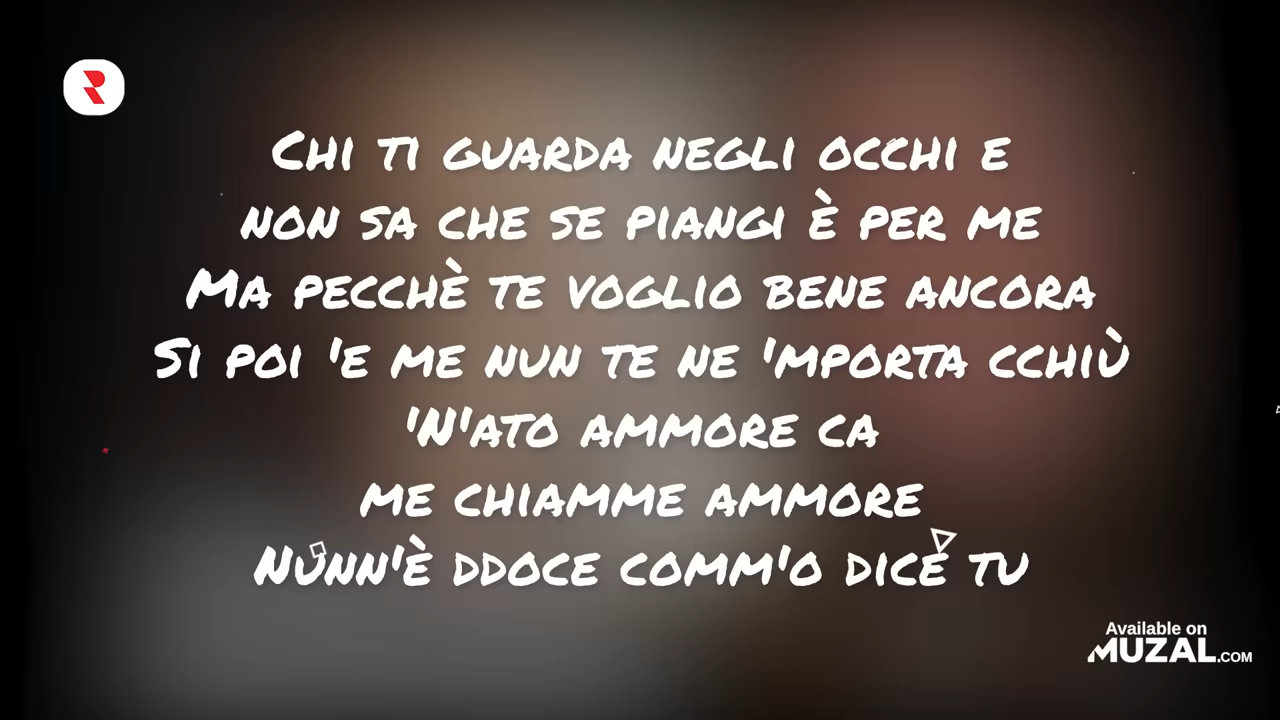 Chi ti guarda negli occhi e
non sa che se piangi è per me
Ma pecchè te voglio bene ancora
Si poi 'e me nun te ne 'mporta cchiù
'N'ato ammore ca
me chiamme ammore
Nunn'è ddoce comm'o dice tu
Available on
MUZAL.COM